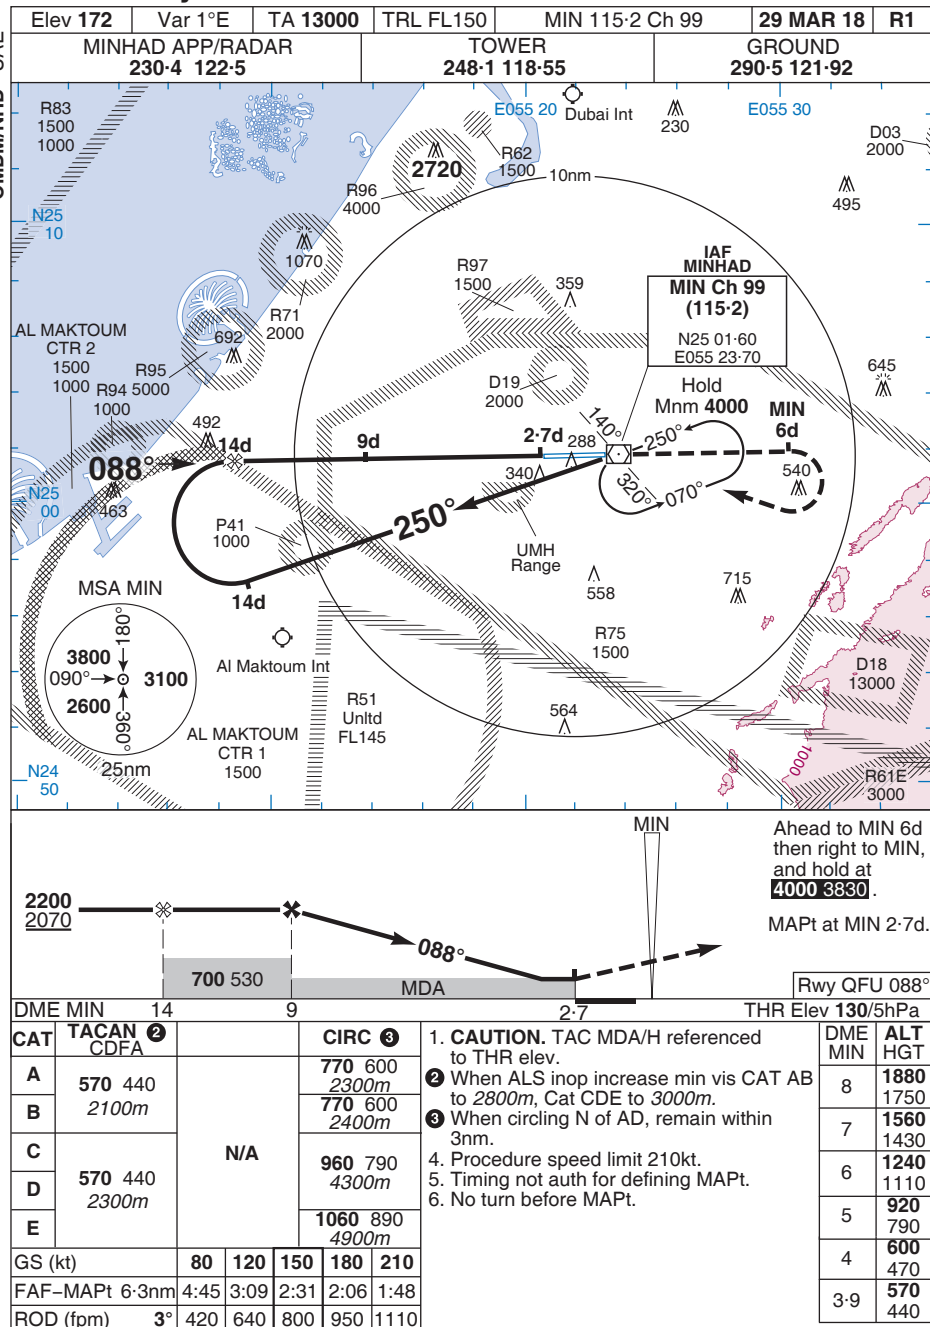 Elev 172 Var 1°E TA 13000 TRL FL150 MIN 115·2 Ch 99 29 MAR 18 R1
MINHAD APP/RADAR
230·4 122·5
TOWER
248·1 118·55
GROUND
290·5 121·92
R83
1500
1000
E055 20
Dubai Int
230
E055 30
D03
2000
R62
1500
2720
10nm
R96
4000
495
N25
10
1070
IAF
MINHAD
MIN Ch 99
(115·2)
N25 01·60
E055 23·70
R97
1500
359
R71
2000
AL MAKTOUM
CTR 2
1500
1000
692
R95
5000
R94
1000
D19
2000
645
Hold
Mnm 4000
MIN
6d
492
14d
9d
2·7d
288
140°
250°
088°
340
320°
070°
540
N25
00
463
250°
P41
1000
UMH
Range
14d
558
715
MSA MIN
180°
3800
090°
3100
2600
360°
25nm
Al Maktoum Int
R75
1500
D18
13000
R51
Unltd
FL145
564
AL MAKTOUM
CTR 1
1500
1000
N24
50
R61E
3000
MIN
Ahead to MIN 6d
then right to MIN,
and hold at
4000 3830 .
MAPt at MIN 2·7d.
2200
2070
088°
700 530
MDA
Rwy QFU 088°
DME MIN 14 9 2·7 THR Elev 130/5hPa
CAT TACAN 2 CDFA CIRC 3
A 570 440 2100m 770 600 2300m
B 770 600 2400m
C N/A 960 790 4300m
D 570 440 2300m
E 1060 890 4900m
GS (kt) 80 120 150 180 210
FAF–MAPt 6·3nm 4:45 3:09 2:31 2:06 1:48
ROD (fpm) 3° 420 640 800 950 1110
1. CAUTION. TAC MDA/H referenced
to THR elev.
2 When ALS inop increase min vis CAT AB
to 2800m, Cat CDE to 3000m.
3 When circling N of AD, remain within
3nm.
4. Procedure speed limit 210kt.
5. Timing not auth for defining MAPt.
6. No turn before MAPt.
DME MIN ALT HGT
8 1880 1750
7 1560 1430
6 1240 1110
5 920 790
4 600 470
3·9 570 440